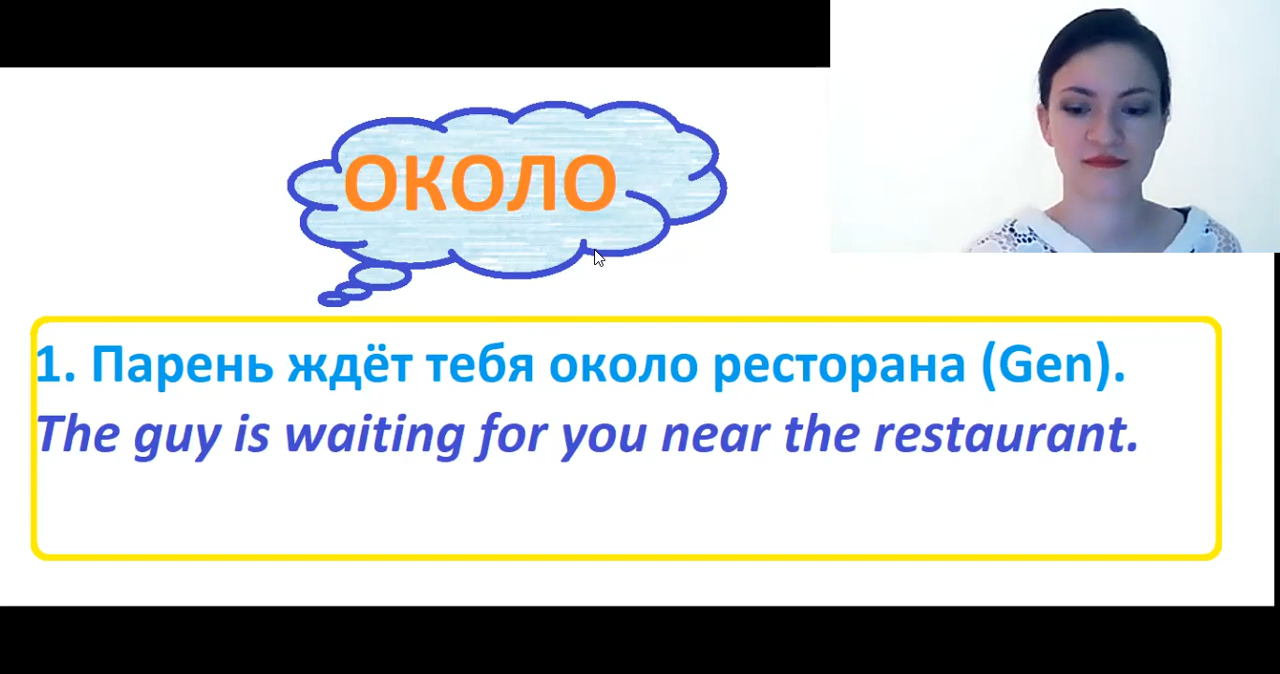 ОКОЛО
1. Парень ждёт тебя около ресторана (Gen).
The guy is waiting for you near the restaurant.